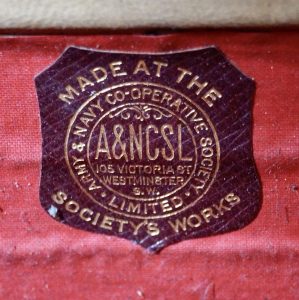 MADE AT THE
ARMY & NAVY CO-OPERATIVE SOCIETY
A&NCSL
105 VICTORIA ST
WESTMINSTER
S.W.
LIMITED
SOCIETY'S WORKS